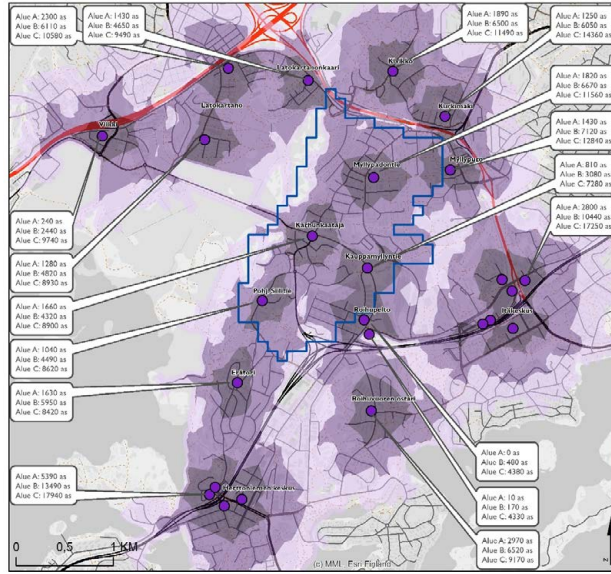 Alue A: 2300 as
Alue B: 6110 as
Alue C: 10580 as
Alue A: 1430 as
Alue B: 4650 as
Alue C: 9490 as
Alue A: 1890 as
Alue B: 6500 as
Alue C: 11490 as
Alue A: 1250 as
Alue B: 6050 as
Alue C: 14360 as
Alue A: 1820 as
Alue B: 6670 as
Alue C: 11560 as
Alue A: 1430 as
Alue B: 7120 as
Alue C: 12840 as
Alue A: 810 as
Alue B: 3080 as
Alue C: 7280 as
Alue A: 2800 as
Alue B: 10440 as
Alue C: 17250 as
Latokartanonkaari
Latokartano
Viikki
Kurkimäki
Myllypuro
Myllypadontie
Karhunkaataja
Kauppamyllyntie
Roihupelto
Roihuvuoren ostari
Alue A: 240 as
Alue B: 2440 as
Alue C: 9740 as
Alue A: 1280 as
Alue B: 4820 as
Alue C: 8930 as
Alue A: 1660 as
Alue B: 4320 as
Alue C: 8900 as
Alue A: 1040 as
Alue B: 4490 as
Alue C: 8620 as
Alue A: 1630 as
Alue B: 5950 as
Alue C: 8420 as
Alue A: 5390 as
Alue B: 13490 as
Alue C: 17940 as
Alue A: 0 as
Alue B: 480 as
Alue C: 4380 as
Alue A: 10 as
Alue B: 170 as
Alue C: 4330 as
Alue A: 2970 as
Alue B: 6520 as
Alue C: 9170 as
0 0,5 1 KM
(c) MML, Esri Finland